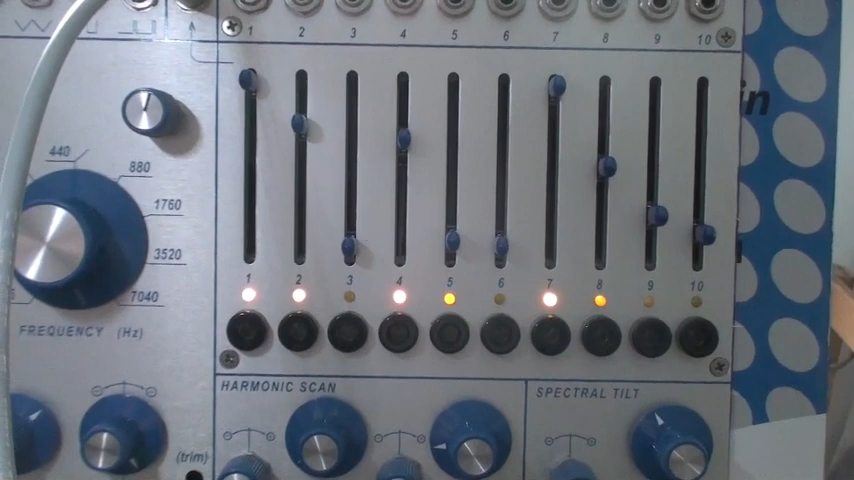 1 2 3 4 5 6 7 8 9 10
in
440
880
1760
3520
7040
1 2 3 4 5 6 7 8 9 10
FREQUENCY (Hz)
HARMONIC SCAN
SPECTRAL TILT
(trim)